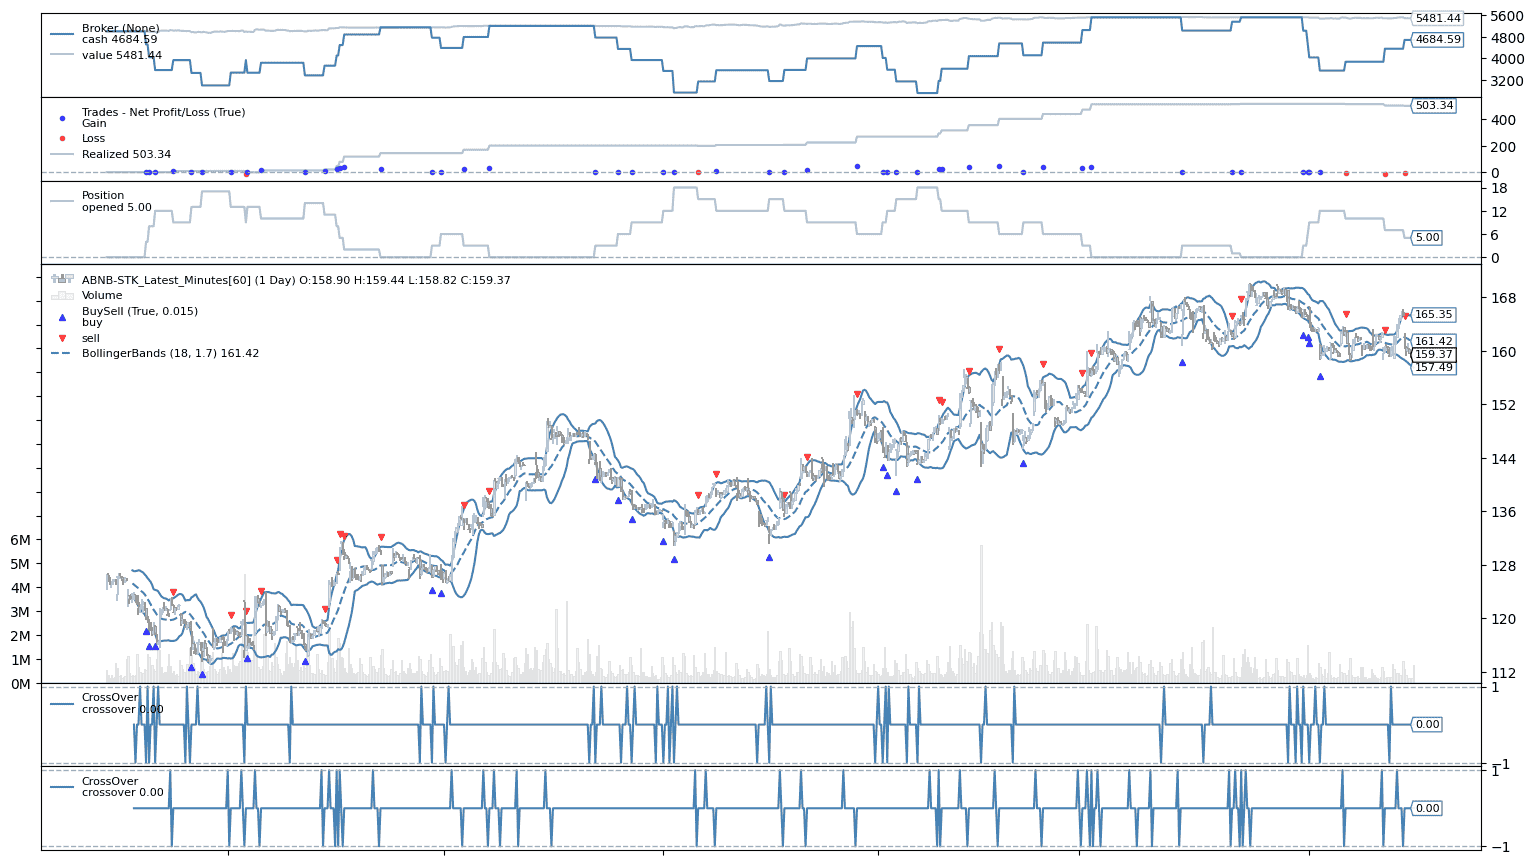 Broker (None)
cash 4684.59
value 5481.44
5481.44
4684.59
5600
4800
4000
3200
Trades - Net Profit/Loss (True)
Gain
Loss
Realized 503.34
503.34
400
200
0
Position
opened 5.00
5.00
18
12
6
0
ABNB-STK_Latest_Minutes[60] (1 Day) O:158.90 H:159.44 L:158.82 C:159.37
Volume
BuySell (True, 0.015)
buy
sell
BollingerBands (18, 1.7) 161.42
165.35
161.42
159.37
157.49
168
160
152
144
136
128
120
112
6M
5M
4M
3M
2M
1M
0M
CrossOver
crossover 0.00
0.00
1
−1
CrossOver
crossover 0.00
0.00
1
−1